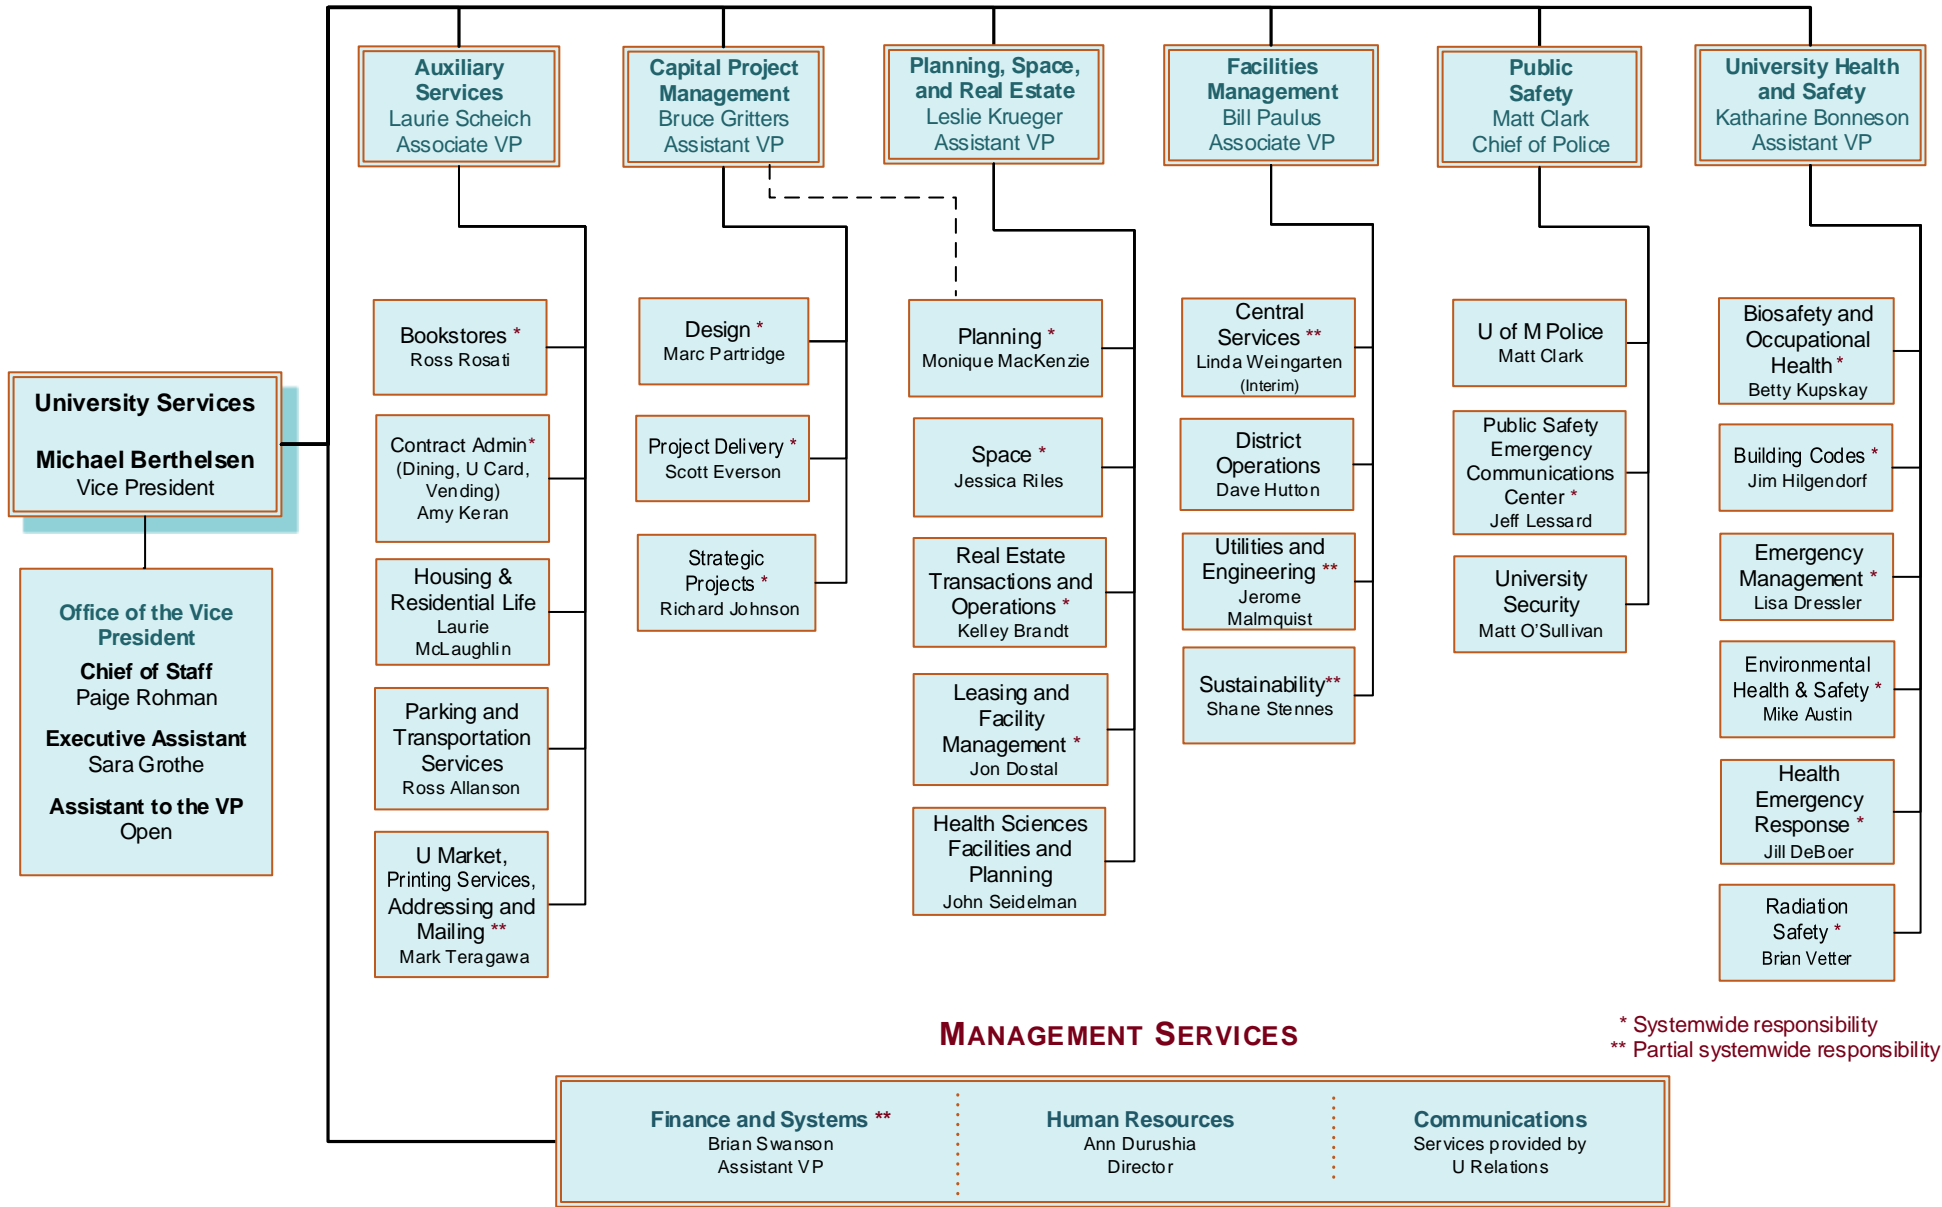 Auxiliary
Services
Laurie Scheich
Associate VP
Capital Project
Management
Bruce Gritters
Assistant VP
Planning, Space,
and Real Estate
Leslie Krueger
Assistant VP
Facilities
Management
Bill Paulus
Associate VP
Public
Safety
Matt Clark
Chief of Police
University Health
and Safety
Katharine Bonneson
Assistant VP
University Services
Michael Berthelsen
Vice President
Office of the Vice
President
Chief of Staff
Paige Rohman
Executive Assistant
Sara Grothe
Assistant to the VP
Open
Bookstores *
Ross Rosati
Contract Admin*
(Dining, U Card,
Vending)
Amy Keran
Housing &
Residential Life
Laurie
McLaughlin
Parking and
Transportation
Services
Ross Allanson
U Market,
Printing Services,
Addressing and
Mailing **
Mark Teragawa
Design *
Marc Partridge
Project Delivery *
Scott Everson
Strategic
Projects *
Richard Johnson
Planning *
Monique MacKenzie
Space *
Jessica Riles
Real Estate
Transactions and
Operations *
Kelley Brandt
Leasing and
Facility
Management *
Jon Dostal
Health Sciences
Facilities and
Planning
John Seidelman
Central
Services **
Linda Weingarten
(Interim)
District
Operations
Dave Hutton
Utilities and
Engineering **
Jerome
Malmquist
Sustainability**
Shane Stennes
U of M Police
Matt Clark
Public Safety
Emergency
Communications
Center *
Jeff Lessard
University
Security
Matt O'Sullivan
Biosafety and
Occupational
Health *
Betty Kupskay
Building Codes *
Jim Hilgendorf
Emergency
Management *
Lisa Dressler
Environmental
Health & Safety *
Mike Austin
Health
Emergency
Response *
Jill DeBoer
Radiation
Safety *
Brian Vetter
MANAGEMENT SERVICES
* Systemwide responsibility
** Partial systemwide responsibility
Finance and Systems **
Brian Swanson
Assistant VP
Human Resources
Ann Durushia
Director
Communications
Services provided by
U Relations